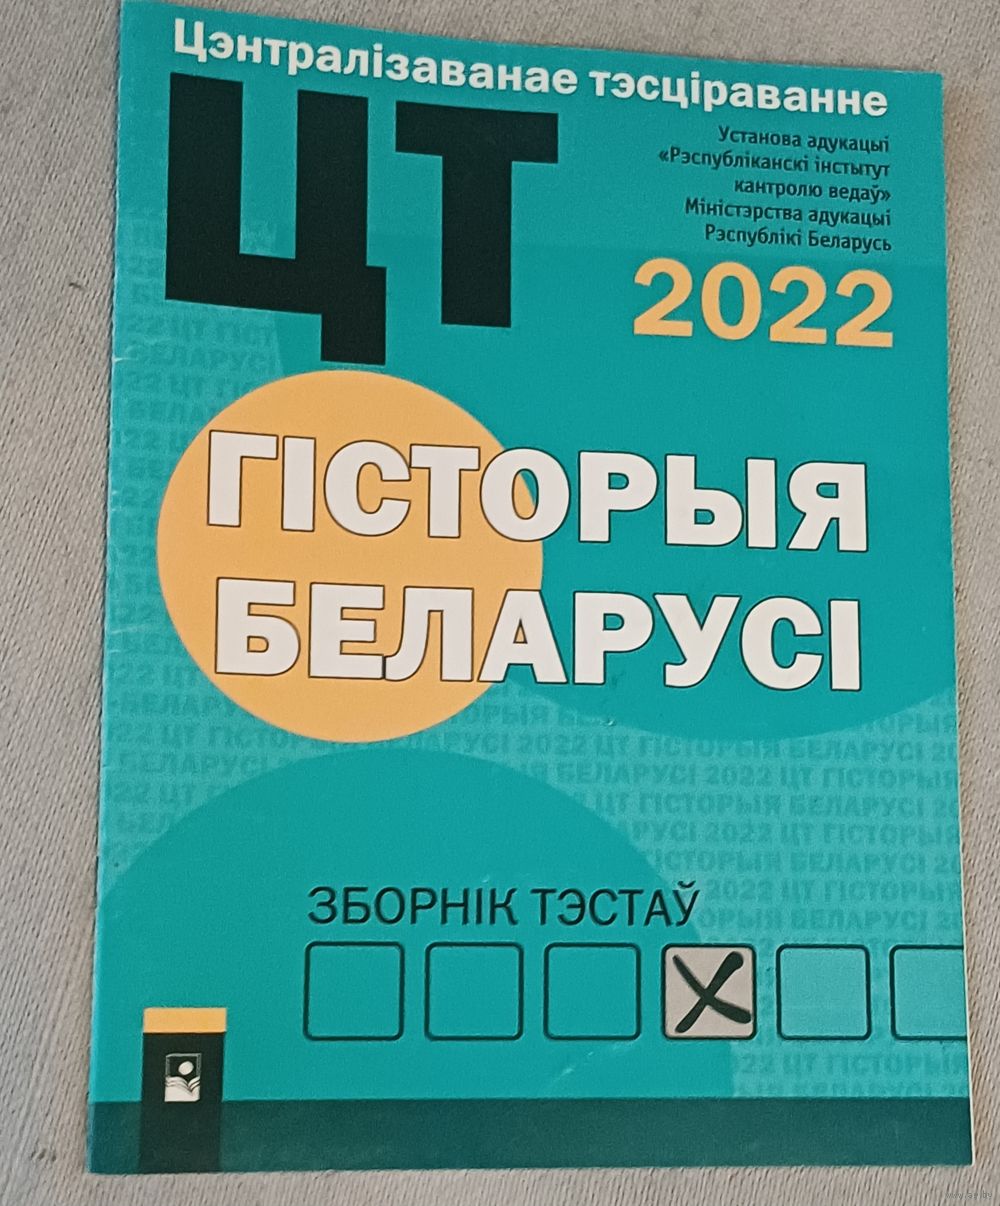 Цэнтралізаванае тэсціраванне
ЦТ
Установа адукацыі
«Рэспубліканскі інстытут
кантролю ведаў»
Міністэрства адукацыі
Рэспублікі Беларусь
2022
ГІСТОРЫЯ
БЕЛАРУСІ
ЗБОРНІК ТЭСТАЎ